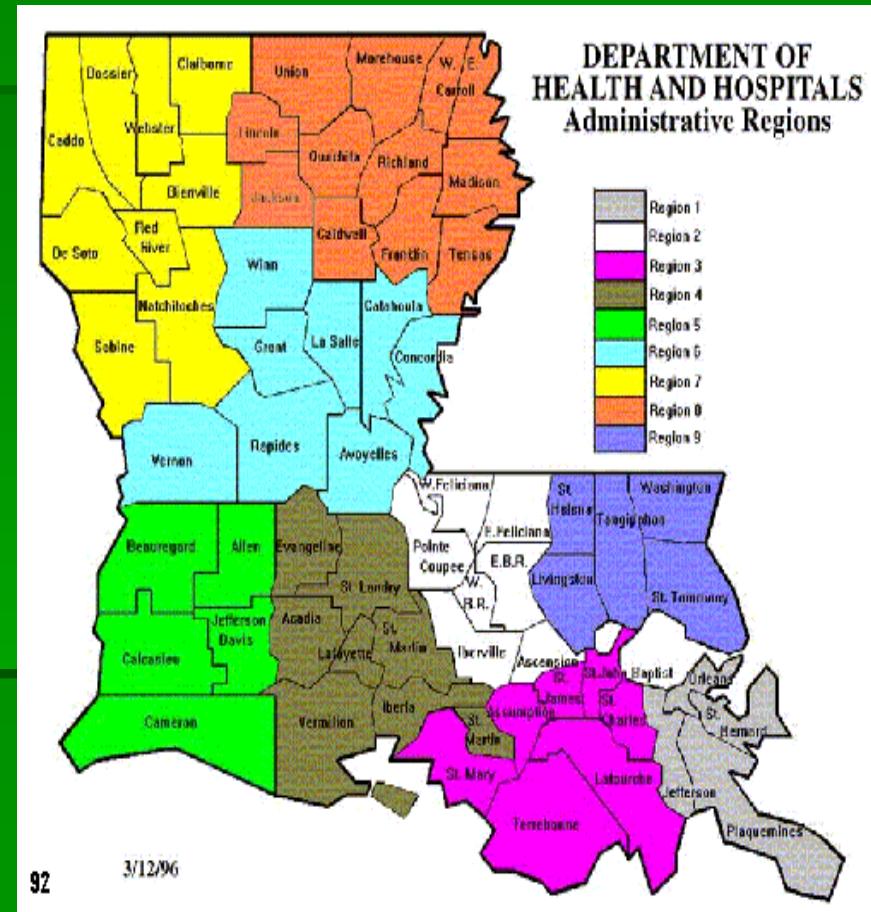 DEPARTMENT OF
HEALTH AND HOSPITALS
Administrative Regions
Region 1
Region 2
Region 3
Region 4
Region 5
Region 6
Region 7
Region 8
Region 9
Caddo
Bossier
Claiborne
Webster
Bienville
De Soto
Red
River
Natchitoches
Sabine
Union
Morehouse
W.
E.
Carroll
Lincoln
Ouachita
Richland
Jackson
Madison
Caldwell
Franklin
Tensas
Winn
Catahoula
Grant
La Salle
Concordia
Vernon
Rapides
Avoyelles
W.Feliciana
E.Feliciana
Pointe
Coupee
E.B.R.
W.
B.R.
Iberville
Ascension
St.
Helena
Tangipahoa
Washington
Livingston
St. Tammany
Beauregard
Allen
Calcasieu
Jefferson
Davis
Cameron
Evangeline
St. Landry
Acadia
Lafayette
St.
Martin
Vermilion
Iberia
St.
Martin
Assumption
St.
James
St.John Baptist
St.
Charles
St. Mary
Lafourche
Terrebonne
Orleans
St.
Bernard
Jefferson
Plaquemines
3/12/96
92